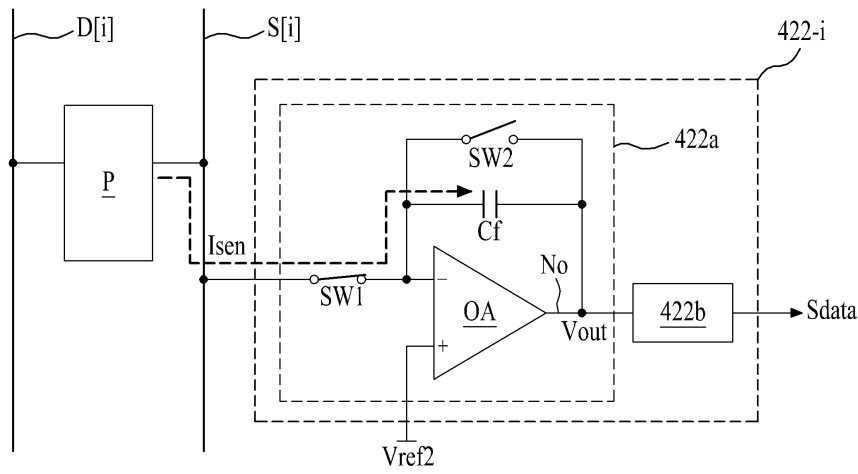 D[i]
S[i]
422-i
422a
SW2
P
Cf
Isen
SW1
−
OA
No
+
Vout
422b
Sdata
Vref2